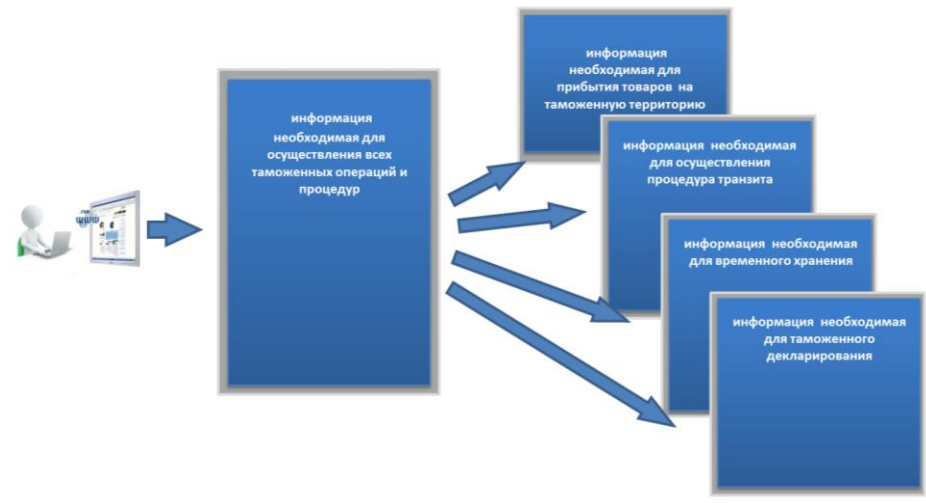 информация
необходимая для
осуществления всех
таможенных операций и
процедур
информация
необходимая для
прибытия товаров на
таможенную территорию
информация необходимая
для осуществления
процедура транзита
информация необходимая
для временного хранения
информация необходимая
для таможенного
декларирования